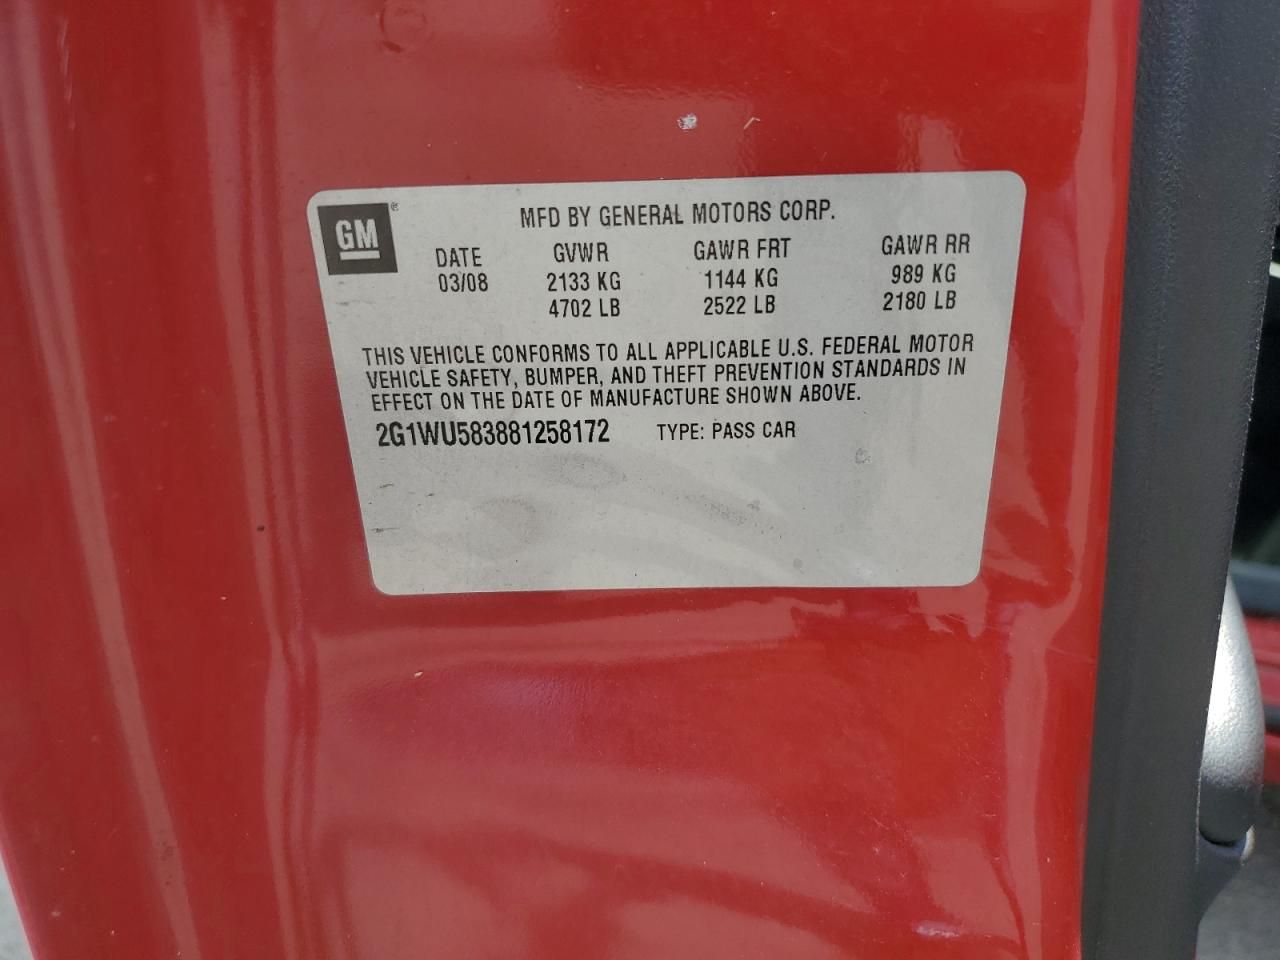 GM®
MFD BY GENERAL MOTORS CORP.
DATE GVWR GAWR FRT GAWR RR
03/08 2133 KG 1144 KG 989 KG
4702 LB 2522 LB 2180 LB
THIS VEHICLE CONFORMS TO ALL APPLICABLE U.S. FEDERAL MOTOR
VEHICLE SAFETY, BUMPER, AND THEFT PREVENTION STANDARDS IN
EFFECT ON THE DATE OF MANUFACTURE SHOWN ABOVE.
2G1WU583881258172 TYPE: PASS CAR